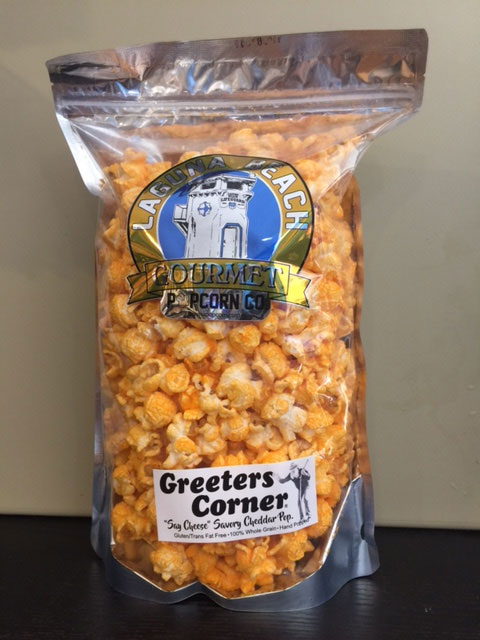 LAGUNA BEACH
GOURMET
POPCORN CO
Greeters
Corner
"Say Cheese" Savory Cheddar Pop.
Gluten/Trans Fat Free~100% Whole Grain~Hand Popped